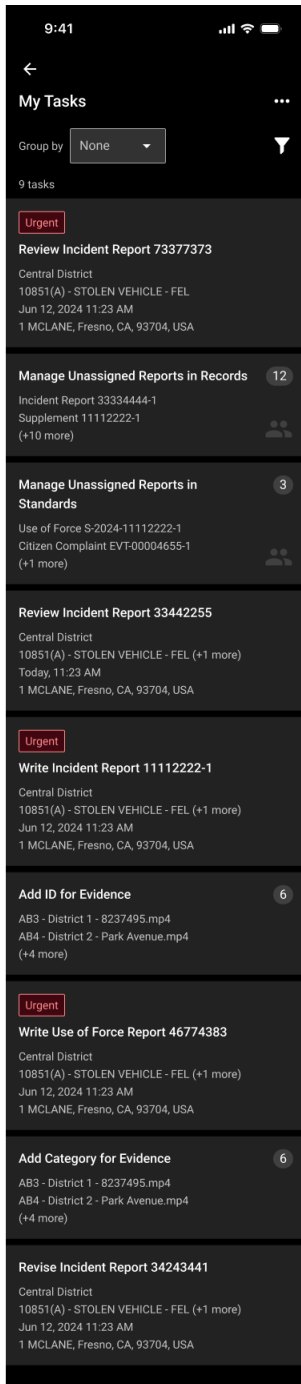 9:41
My Tasks
Group by None
9 tasks
Urgent
Review Incident Report 73377373
Central District
10851(A) - STOLEN VEHICLE - FEL
Jun 12, 2024 11:23 AM
1 MCLANE, Fresno, CA, 93704, USA
Manage Unassigned Reports in Records 12
Incident Report 33334444-1
Supplement 11112222-1
(+10 more)
Manage Unassigned Reports in 3
Standards
Use of Force S-2024-11112222-1
Citizen Complaint EVT-00004655-1
(+1 more)
Review Incident Report 33442255
Central District
10851(A) - STOLEN VEHICLE - FEL (+1 more)
Today, 11:23 AM
1 MCLANE, Fresno, CA, 93704, USA
Urgent
Write Incident Report 11112222-1
Central District
10851(A) - STOLEN VEHICLE - FEL (+1 more)
Jun 12, 2024 11:23 AM
1 MCLANE, Fresno, CA, 93704, USA
Add ID for Evidence 6
AB3 - District 1 - 8237495.mp4
AB4 - District 2 - Park Avenue.mp4
(+4 more)
Urgent
Write Use of Force Report 46774383
Central District
10851(A) - STOLEN VEHICLE - FEL (+1 more)
Jun 12, 2024 11:23 AM
1 MCLANE, Fresno, CA, 93704, USA
Add Category for Evidence 6
AB3 - District 1 - 8237495.mp4
AB4 - District 2 - Park Avenue.mp4
(+4 more)
Revise Incident Report 34243441
Central District
10851(A) - STOLEN VEHICLE - FEL (+1 more)
Jun 12, 2024 11:23 AM
1 MCLANE, Fresno, CA, 93704, USA